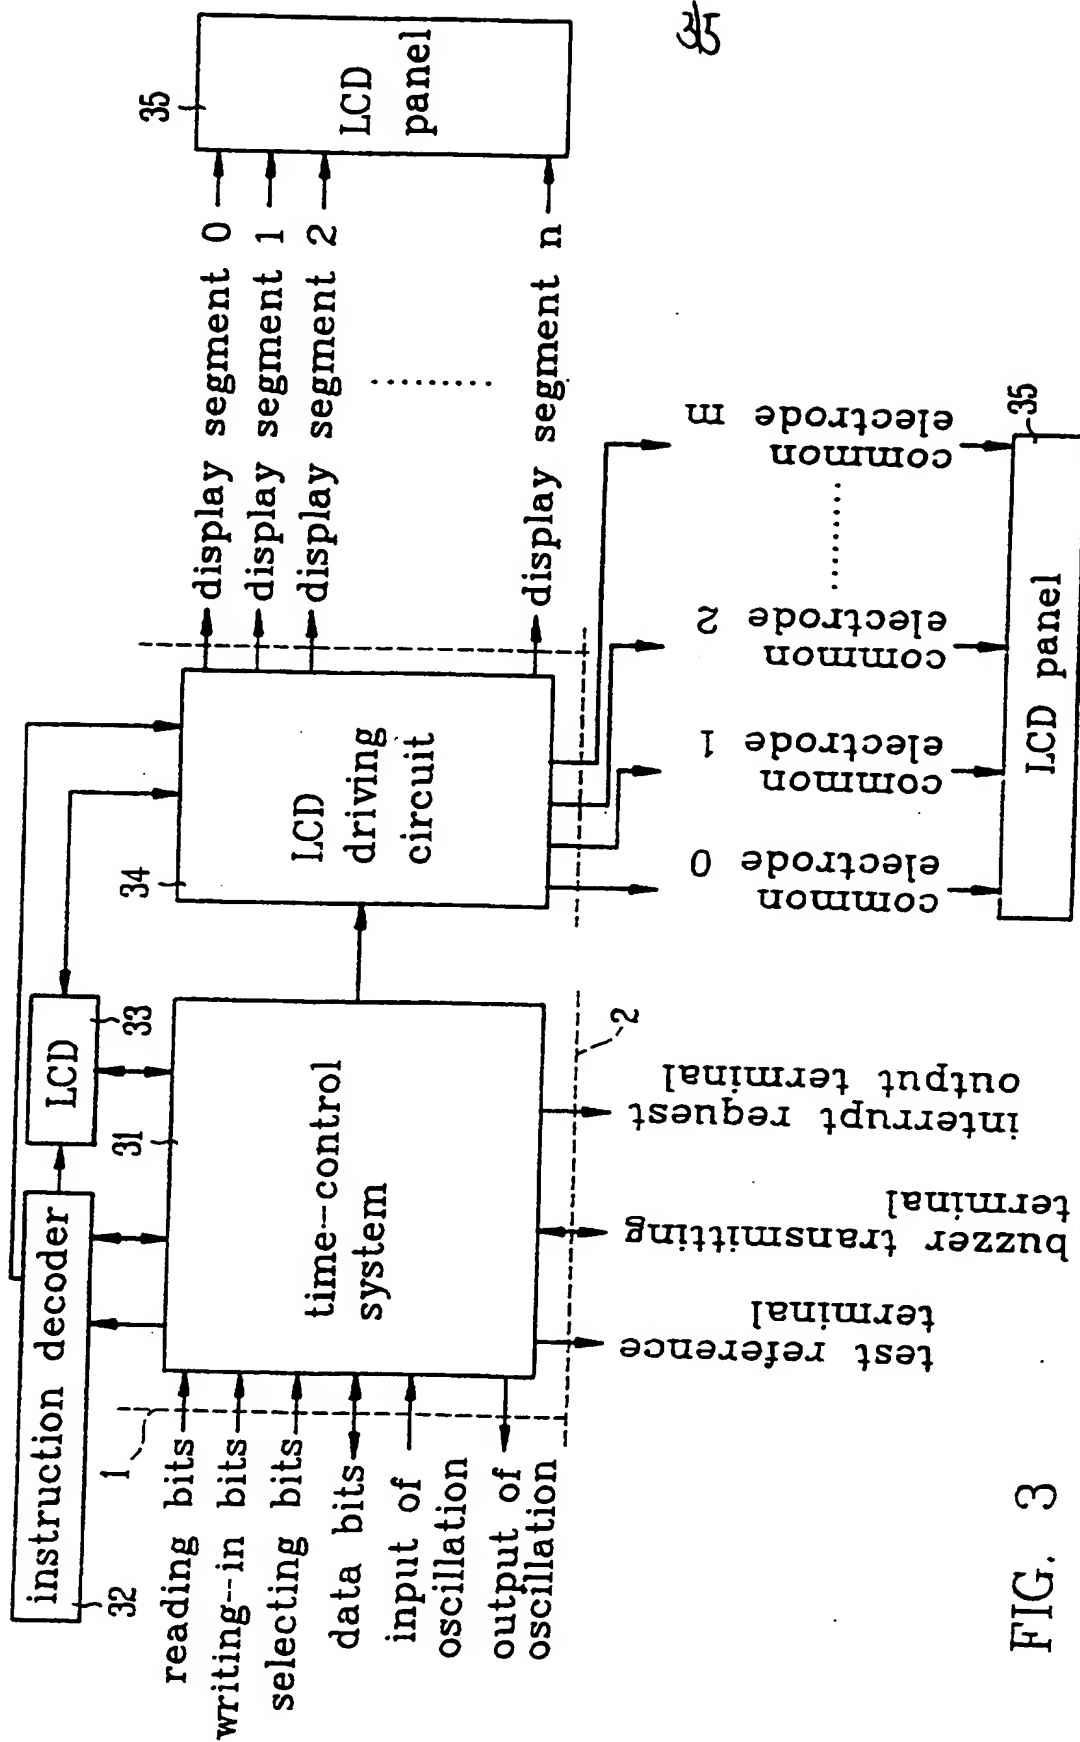 3/5
instruction decoder
32
LCD
33
35
LCD
panel
1
reading bits
writing-in bits
selecting bits
data bits
input of
oscillation
output of
oscillation
31
time-control
system
34
LCD
driving
circuit
display segment 0
display segment 1
display segment 2
display segment n
2
test reference
terminal
buzzer transmitting
terminal
interrupt request
output terminal
common
electrode 0
common
electrode 1
common
electrode 2
common
electrode m
35
LCD panel
FIG. 3